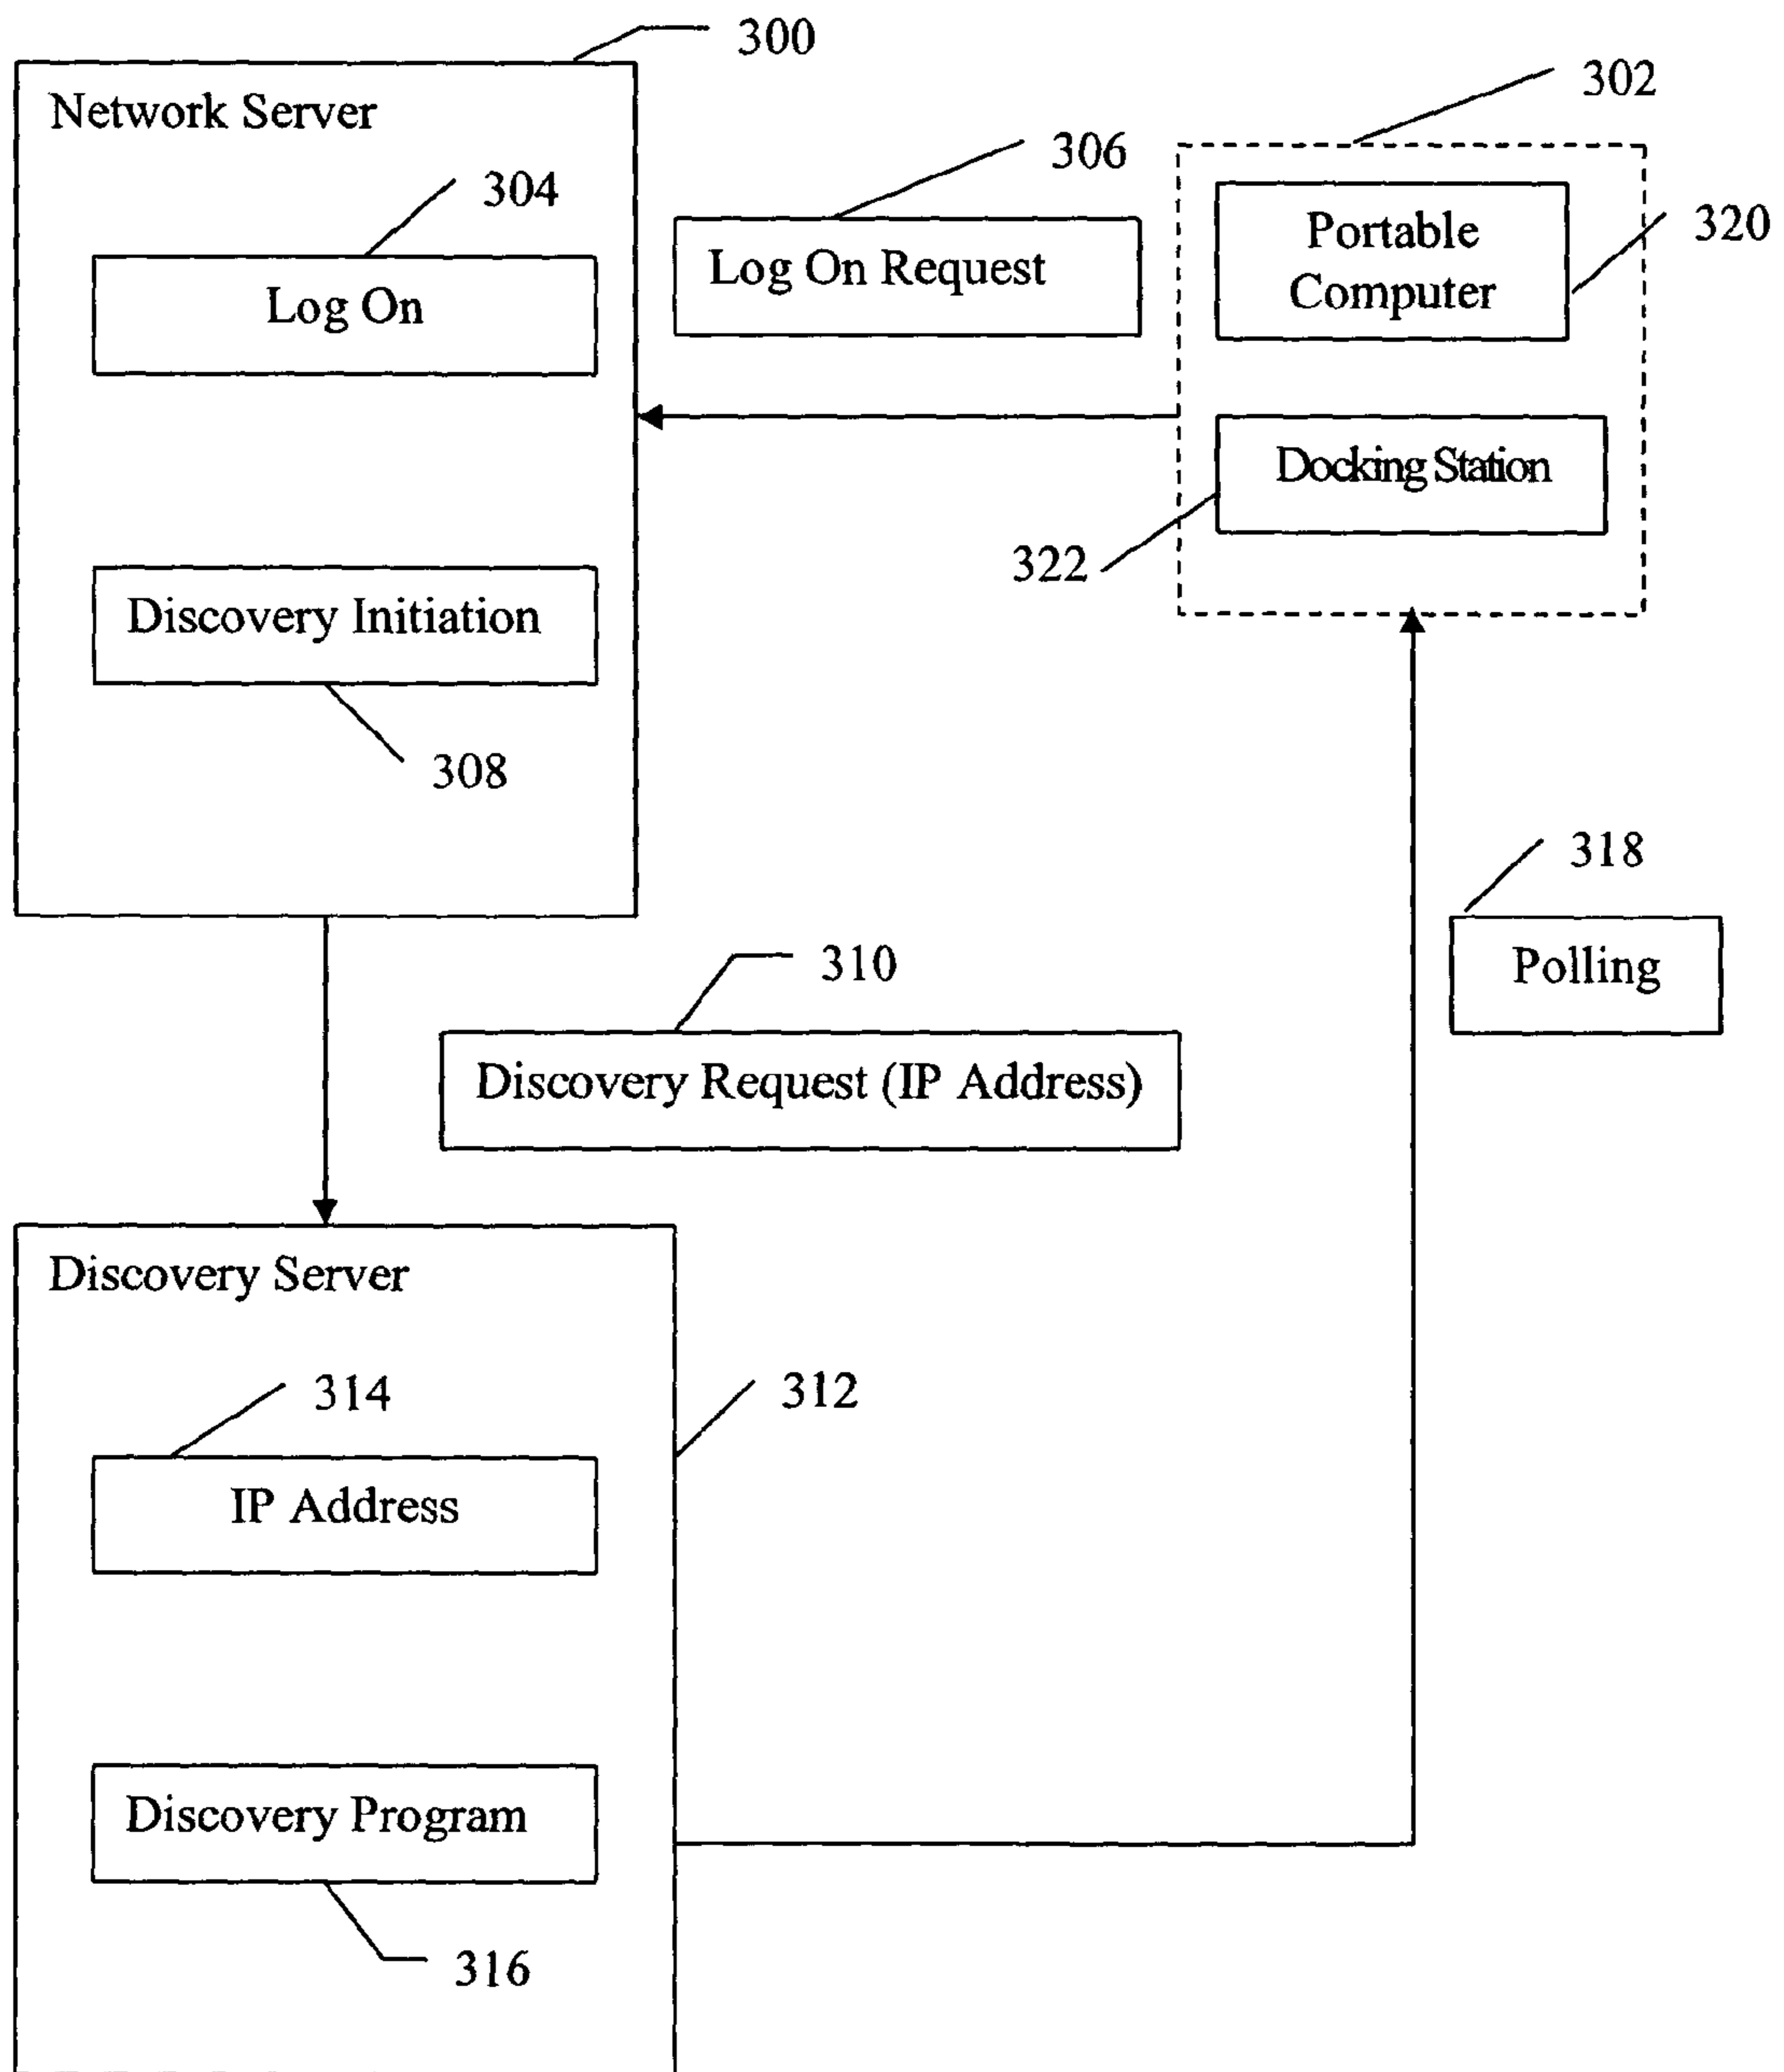 300
Network Server
302
306
304
Portable
Computer
320
Log On Request
Log On
Docking Station
322
Discovery Initiation
308
318
Polling
310
Discovery Request (IP Address)
Discovery Server
314
312
IP Address
Discovery Program
316